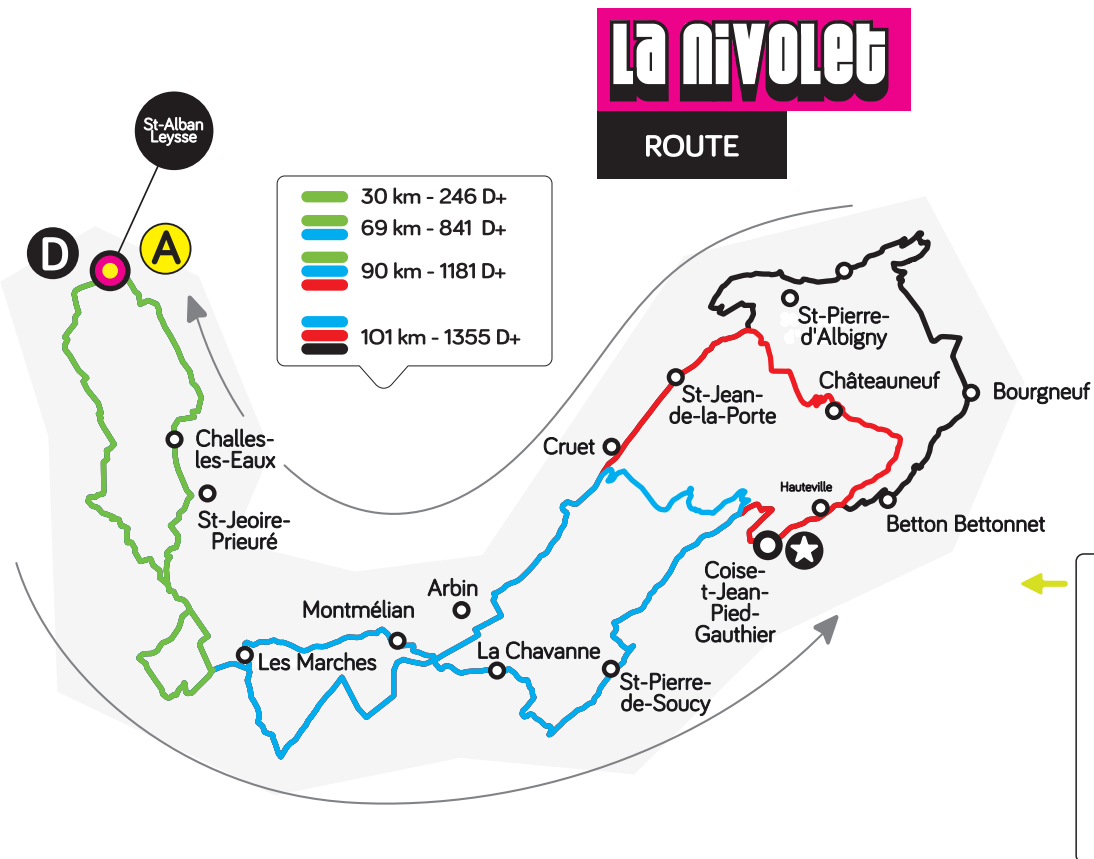 La Nivolet
ROUTE
St-Alban
Leysse
D
A
30 km - 246 D+
69 km - 841 D+
90 km - 1181 D+
101 km - 1355 D+
St-Pierre-
d'Albigny
Châteauneuf
Bourgneuf
St-Jean-
de-la-Porte
Cruet
Challes-
les-Eaux
Hauteville
St-Jeoire-
Prieuré
Betton Bettonnet
Coise-
t-Jean-
Pied-
Gauthier
Arbin
Montmélian
La Chavanne
Les Marches
St-Pierre-
de-Soucy